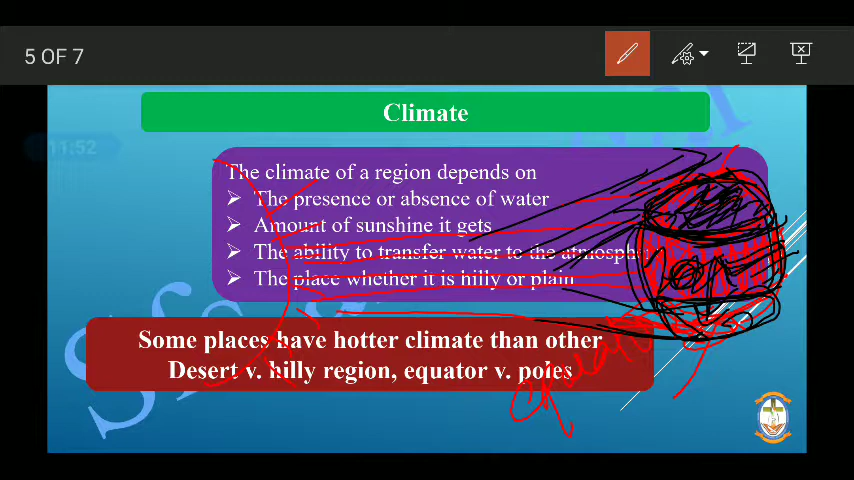 5 OF 7
11:52
Climate
The climate of a region depends on
➢ The presence or absence of water
➢ Amount of sunshine it gets
➢ The ability to transfer water to the
➢ The place whether it is hilly or plain
Some places have hotter climate than other
Desert v. hilly region, equator v. poles